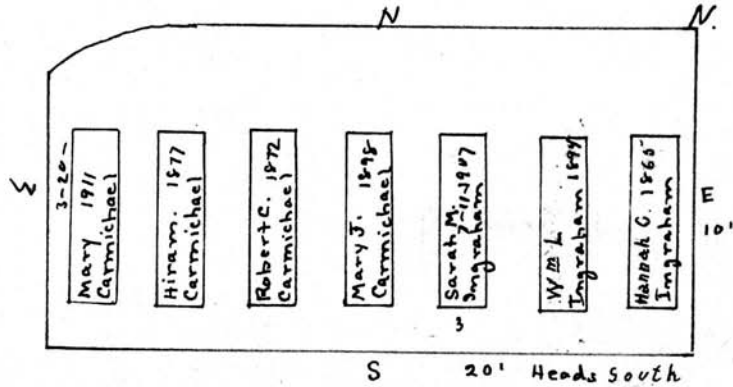 N
N.
W
3-20-
Mary 1911
Carmichael
Hiram. 1877
Carmichael
Robert C. 1872
Carmichael
Mary J. 1898
Carmichael
Sarah M.
7-11-1907
Ingraham
3
Wm L
Ingraham 1899
Hannah C. 1865
Ingraham
E
10'
S
20' Heads South